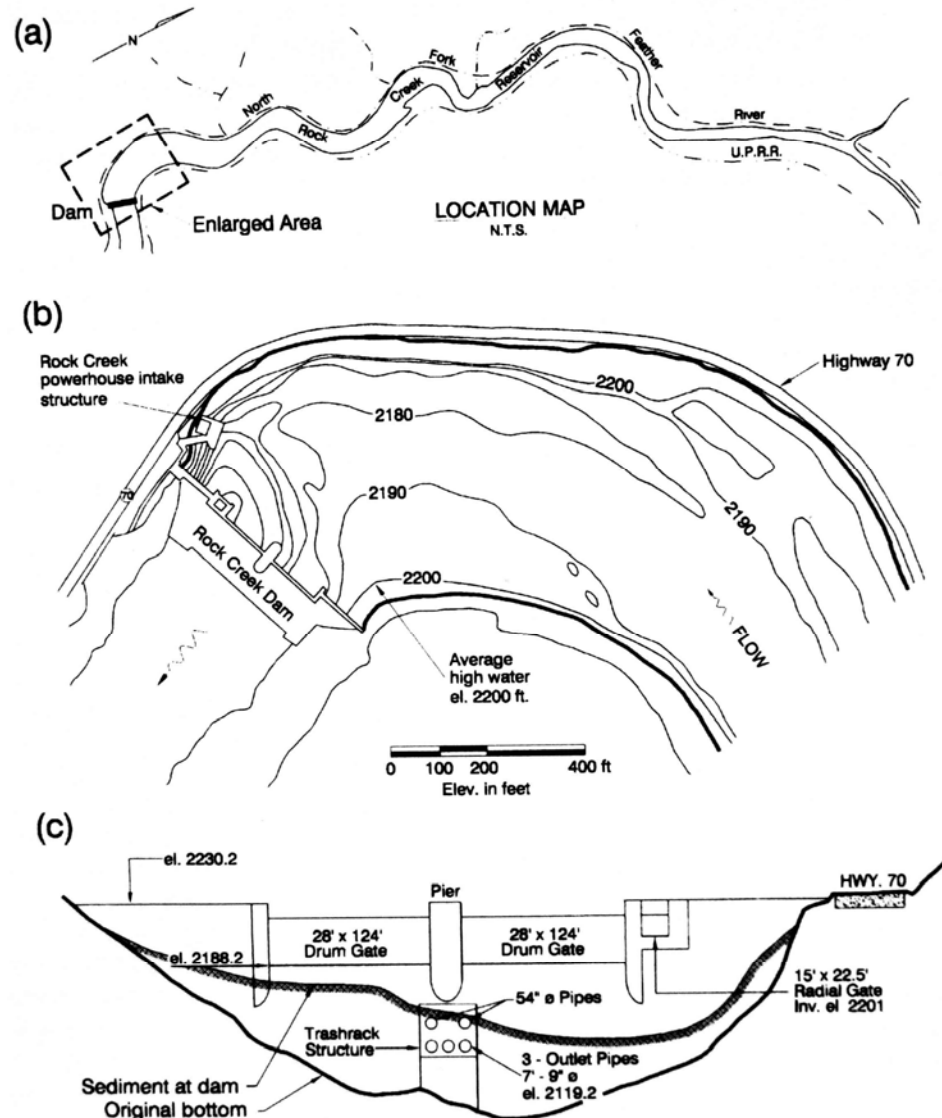 (a)
N
North
Fork
Feather
River
Rock
Creek
Reservoir
U.P.R.R.
Dam
Enlarged Area
LOCATION MAP
N.T.S.
(b)
Rock Creek
powerhouse intake
structure
Highway 70
2200
2180
2190
2190
2200
70
Rock Creek Dam
FLOW
Average
high water
el. 2200 ft.
0 100 200 400 ft
Elev. in feet
(c)
el. 2230.2
Pier
HWY. 70
28' x 124'
Drum Gate
28' x 124'
Drum Gate
el. 2188.2
15' x 22.5'
Radial Gate
Inv. el 2201
54" ø Pipes
Trashrack
Structure
3 - Outlet Pipes
7' - 9" ø
el. 2119.2
Sediment at dam
Original bottom